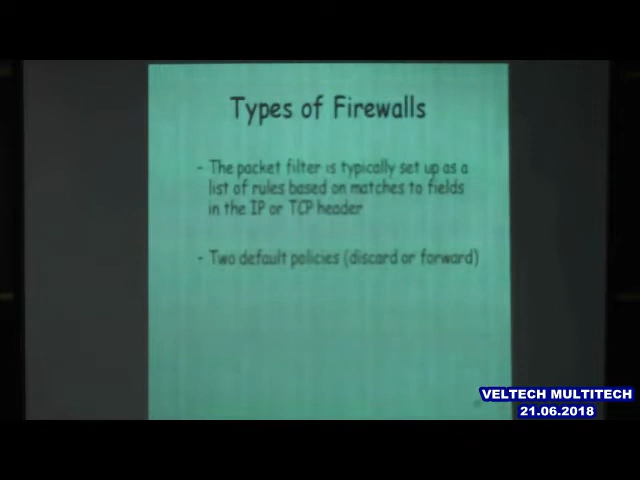 Types of Firewalls
- The packet filter is typically set up as a
list of rules based on matches to fields
in the IP or TCP header
- Two default policies (discard or forward)
VELTECH MULTITECH
21.06.2018